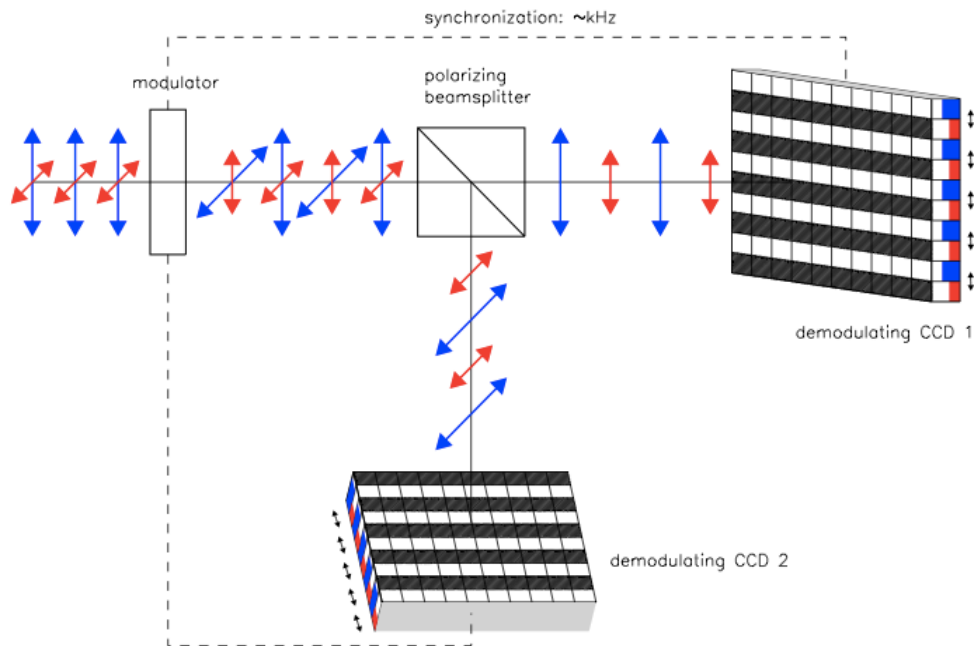 synchronization: ~kHz
modulator
polarizing
beamsplitter
demodulating CCD 1
demodulating CCD 2